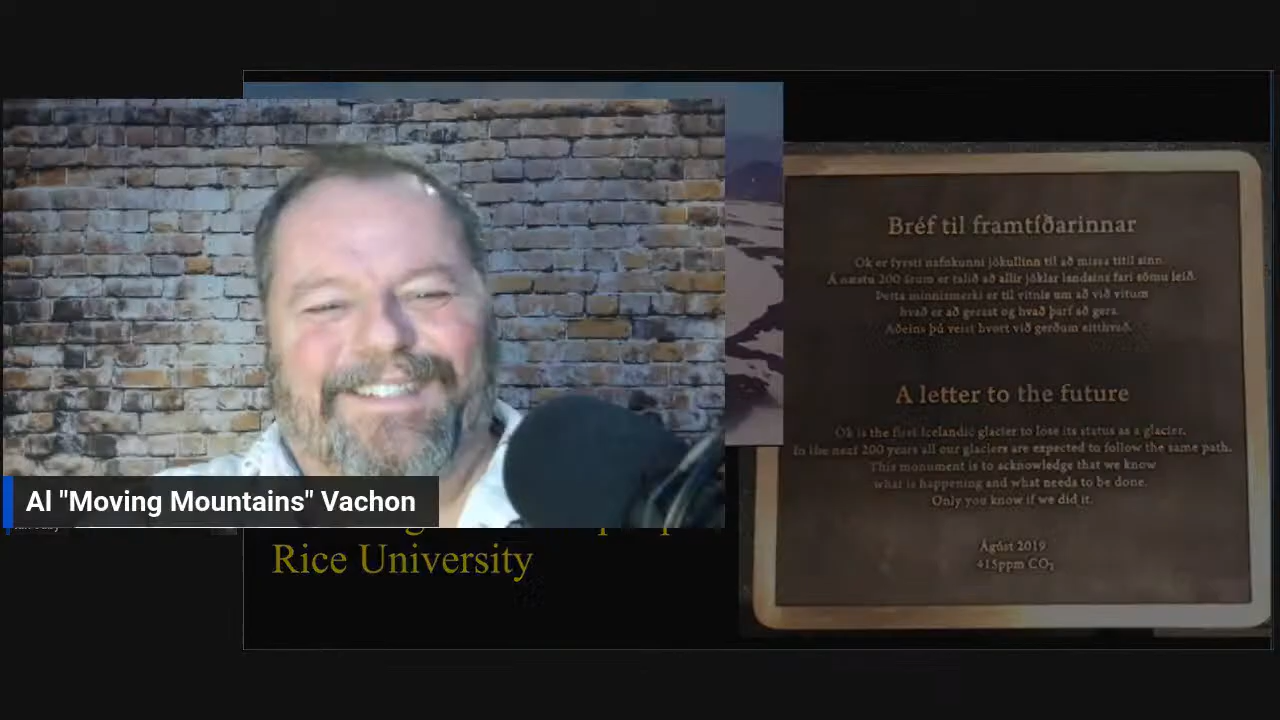 Al "Moving Mountains" Vachon
Rice University
Bréf til framtíðarinnar
Ok er fyrsti nafnkunni jökullinn til að missa titil sinn.
Á næstu 200 árum er talið að allir jöklar landsins fari sömu leið.
Þetta minnismerki er til vitnis um að við vitum
hvað er að gerast og hvað þarf að gera.
Aðeins þú veist hvort við gerðum eitthvað.
A letter to the future
Ok is the first Icelandic glacier to lose its status as a glacier.
In the next 200 years all our glaciers are expected to follow the same path.
This monument is to acknowledge that we know
what is happening and what needs to be done.
Only you know if we did it.
Ágúst 2019
415ppm CO₂